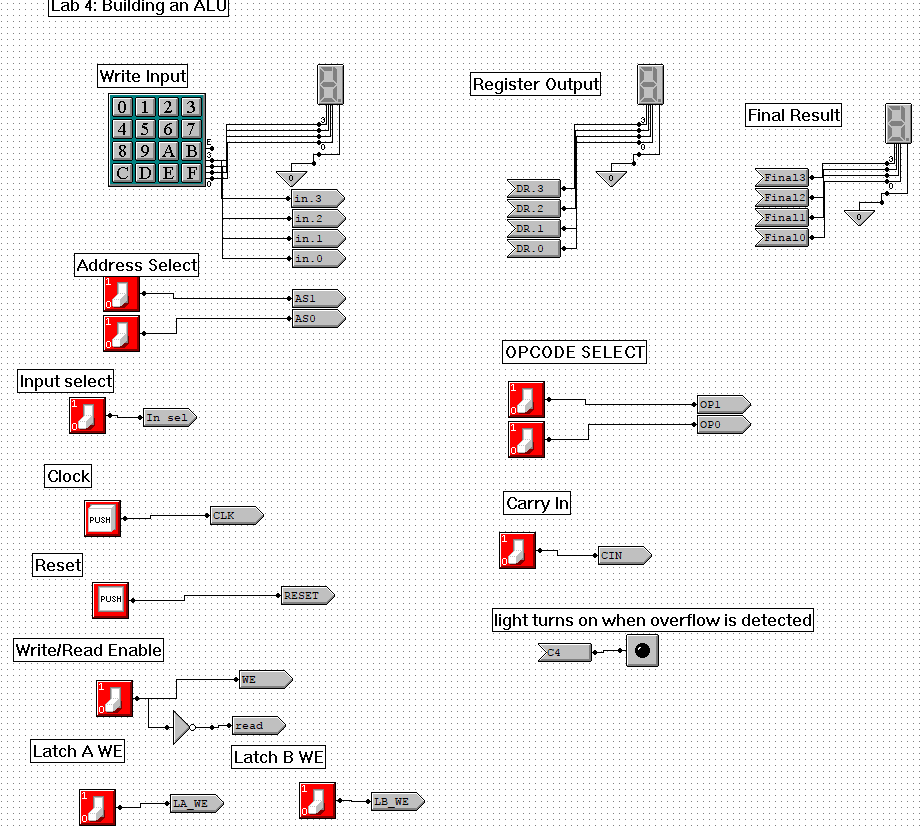 Lab 4: Building an ALU
Write Input
0 1 2 3
4 5 6 7
8 9 A B
C D E F
E
3
0
3
0
0
in.3
in.2
in.1
in.0
Register Output
3
0
0
DR.3
DR.2
DR.1
DR.0
Final Result
3
0
0
Final3
Final2
Final1
Final0
Address Select
1
0
AS1
1
0
AS0
Input select
1
0
In sel
OPCODE SELECT
1
0
OP1
1
0
OP0
Clock
PUSH
CLK
Carry In
1
0
CIN
Reset
PUSH
RESET
light turns on when overflow is detected
C4
Write/Read Enable
1
0
WE
read
Latch A WE
1
0
LA_WE
Latch B WE
1
0
LB_WE